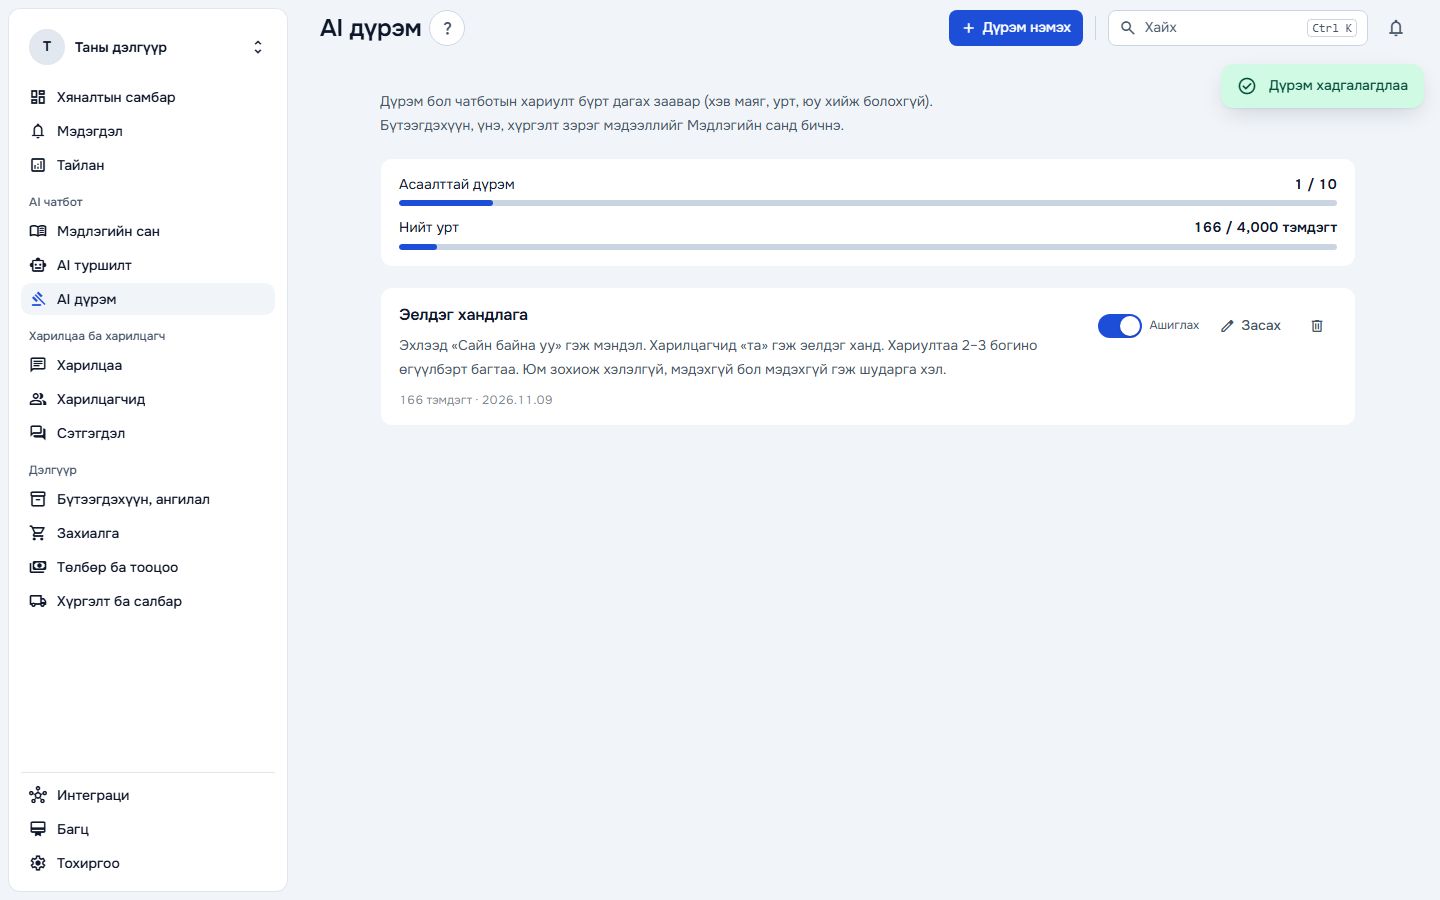 Т
Таны дэлгүүр
Хяналтын самбар
Мэдэгдэл
Тайлан
AI чатбот
Мэдлэгийн сан
AI туршилт
AI дүрэм
Харилцаа ба харилцагч
Харилцаа
Харилцагчид
Сэтгэгдэл
Дэлгүүр
Бүтээгдэхүүн, ангилал
Захиалга
Төлбөр ба тооцоо
Хүргэлт ба салбар
Интеграци
Багц
Тохиргоо
AI дүрэм ?
+ Дүрэм нэмэх
Хайх Ctrl K
Дүрэм хадгалагдлаа
Дүрэм бол чатботын хариулт бүрт дагах заавар (хэв маяг, урт, юу хийж болохгүй).
Бүтээгдэхүүн, үнэ, хүргэлт зэрэг мэдээллийг Мэдлэгийн санд бичнэ.
Асаалттай дүрэм 1 / 10
Нийт урт 166 / 4,000 тэмдэгт
Эелдэг хандлага
Ашиглах Засах
Эхлээд «Сайн байна уу» гэж мэндэл. Харилцагчид «та» гэж эелдэг ханд. Хариултаа 2–3 богино
өгүүлбэрт багтаа. Юм зохиож хэлэлгүй, мэдэхгүй бол мэдэхгүй гэж шударга хэл.
166 тэмдэгт · 2026.11.09